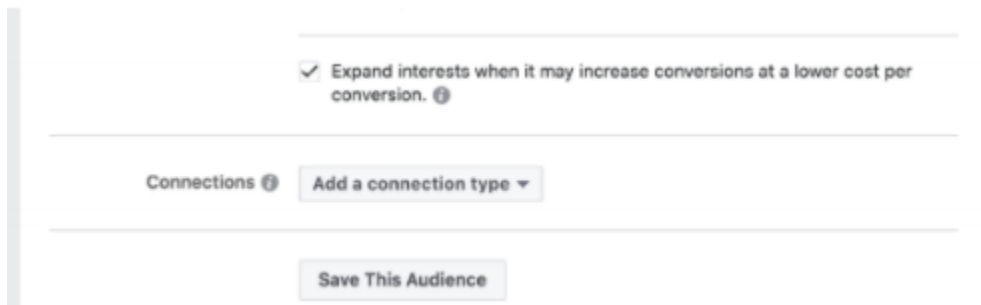 Expand interests when it may increase conversions at a lower cost per
conversion.
Connections Add a connection type
Save This Audience